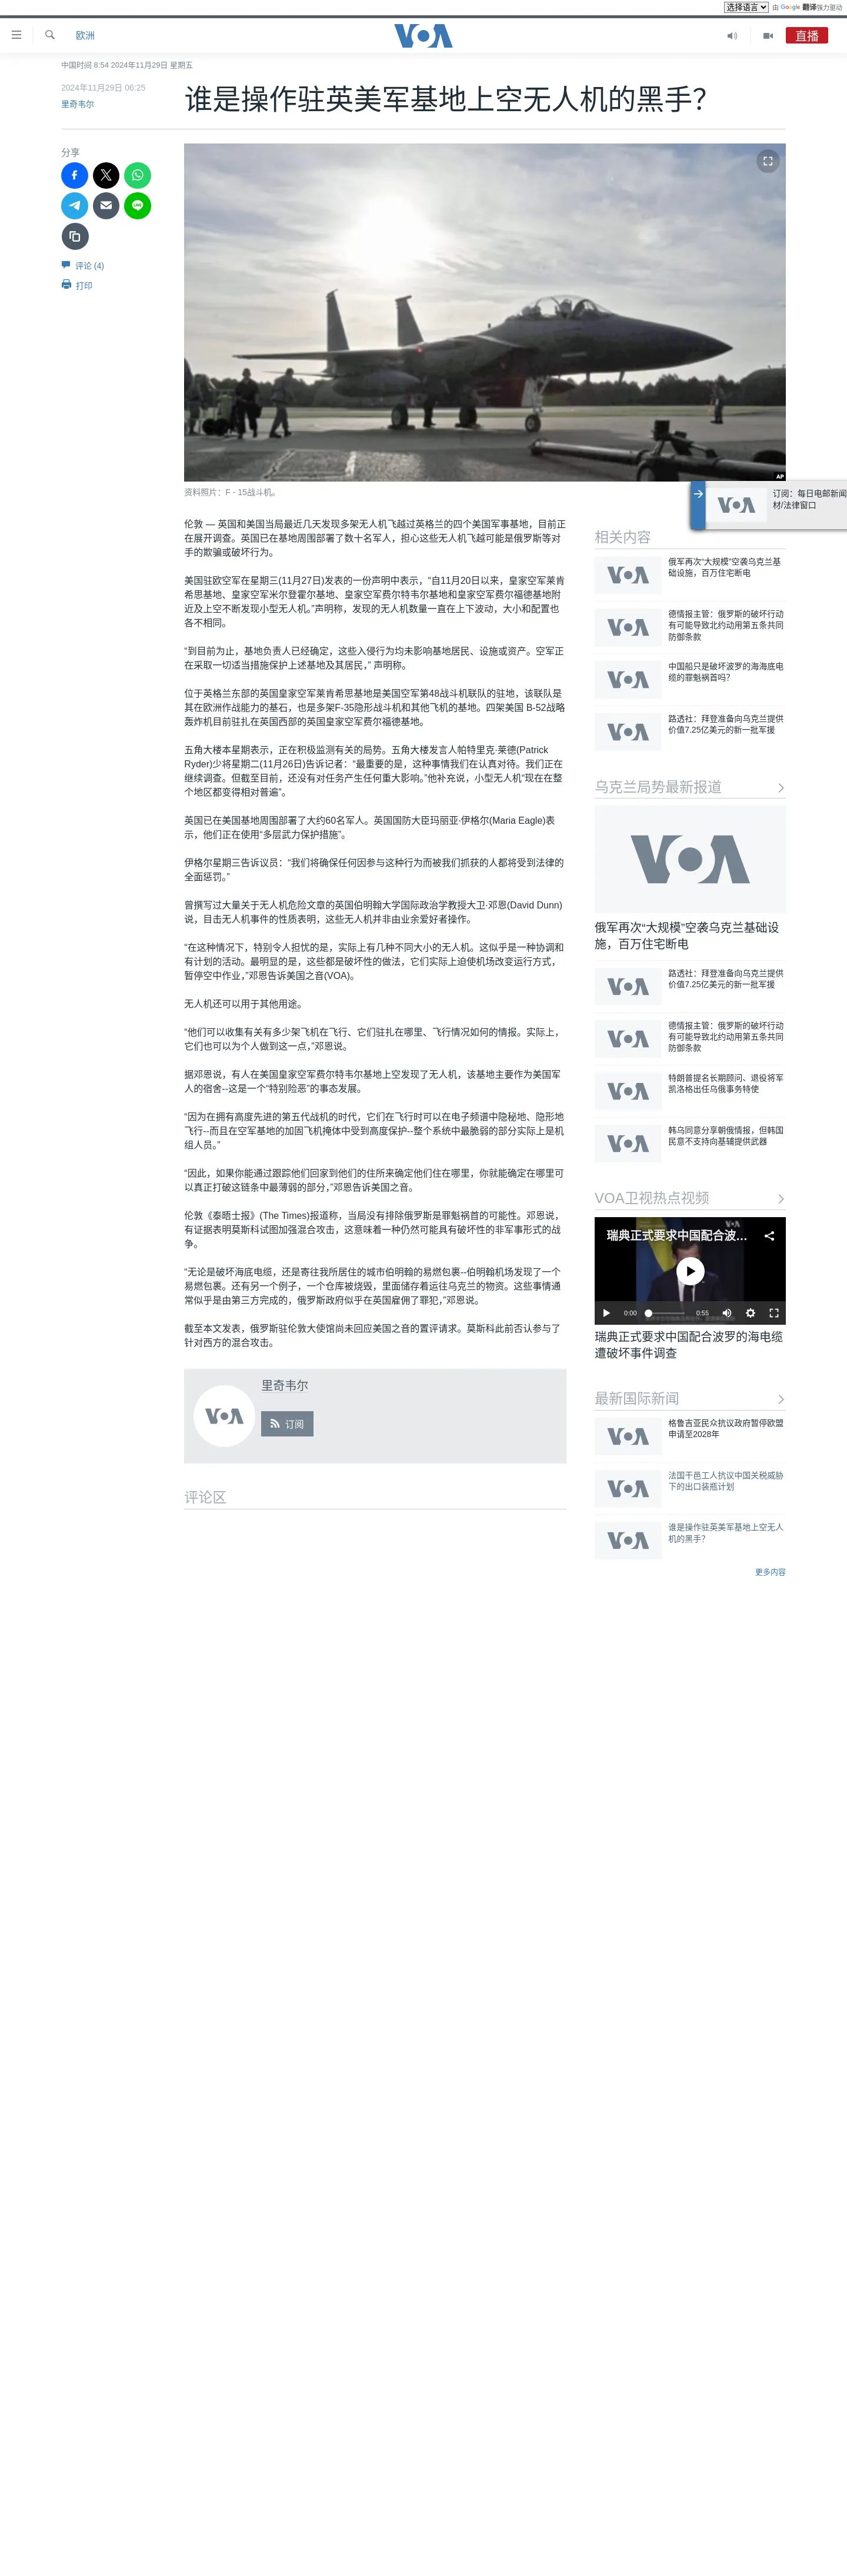 选择语言
由 Google 翻译强力驱动
欧洲
VOA
直播
中国时间 8:54 2024年11月29日 星期五
2024年11月29日 06:25
里奇韦尔
谁是操作驻英美军基地上空无人机的黑手？
分享
评论 (4)
打印
AP
资料照片：F - 15战斗机。
伦敦 — 英国和美国当局最近几天发现多架无人机飞越过英格兰的四个美国军事基地，目前正
在展开调查。英国已在基地周围部署了数十名军人，担心这些无人机飞越可能是俄罗斯等对
手的欺骗或破坏行为。
美国驻欧空军在星期三(11月27日)发表的一份声明中表示，“自11月20日以来，皇家空军莱肯
希思基地、皇家空军米尔登霍尔基地、皇家空军费尔特韦尔基地和皇家空军费尔福德基地附
近及上空不断发现小型无人机。”声明称，发现的无人机数量一直在上下波动，大小和配置也
各不相同。
“到目前为止，基地负责人已经确定，这些入侵行为均未影响基地居民、设施或资产。空军正
在采取一切适当措施保护上述基地及其居民，” 声明称。
位于英格兰东部的英国皇家空军莱肯希思基地是美国空军第48战斗机联队的驻地，该联队是
其在欧洲作战能力的基石，也是多架F-35隐形战斗机和其他飞机的基地。四架美国 B-52战略
轰炸机目前驻扎在英国西部的英国皇家空军费尔福德基地。
五角大楼本星期表示，正在积极监测有关的局势。五角大楼发言人帕特里克·莱德(Patrick
Ryder)少将星期二(11月26日)告诉记者：“最重要的是，这种事情我们在认真对待。我们正在
继续调查。但截至目前，还没有对任务产生任何重大影响。”他补充说，小型无人机“现在在整
个地区都变得相对普遍”。
英国已在美国基地周围部署了大约60名军人。英国国防大臣玛丽亚·伊格尔(Maria Eagle)表
示，他们正在使用“多层武力保护措施”。
伊格尔星期三告诉议员：“我们将确保任何因参与这种行为而被我们抓获的人都将受到法律的
全面惩罚。”
曾撰写过大量关于无人机危险文章的英国伯明翰大学国际政治学教授大卫·邓恩(David Dunn)
说，目击无人机事件的性质表明，这些无人机并非由业余爱好者操作。
“在这种情况下，特别令人担忧的是，实际上有几种不同大小的无人机。这似乎是一种协调和
有计划的活动。最明显的是，这些都是破坏性的做法，它们实际上迫使机场改变运行方式，
暂停空中作业，”邓恩告诉美国之音(VOA)。
无人机还可以用于其他用途。
“他们可以收集有关有多少架飞机在飞行、它们驻扎在哪里、飞行情况如何的情报。实际上，
它们也可以为个人做到这一点，”邓恩说。
据邓恩说，有人在美国皇家空军费尔特韦尔基地上空发现了无人机，该基地主要作为美国军
人的宿舍--这是一个“特别险恶”的事态发展。
“因为在拥有高度先进的第五代战机的时代，它们在飞行时可以在电子频谱中隐秘地、隐形地
飞行--而且在空军基地的加固飞机掩体中受到高度保护--整个系统中最脆弱的部分实际上是机
组人员。”
“因此，如果你能通过跟踪他们回家到他们的住所来确定他们住在哪里，你就能确定在哪里可
以真正打破这链条中最薄弱的部分，”邓恩告诉美国之音。
伦敦《泰晤士报》(The Times)报道称，当局没有排除俄罗斯是罪魁祸首的可能性。邓恩说，
有证据表明莫斯科试图加强混合攻击，这意味着一种仍然可能具有破坏性的非军事形式的战
争。
“无论是破坏海底电缆，还是寄往我所居住的城市伯明翰的易燃包裹--伯明翰机场发现了一个
易燃包裹。还有另一个例子，一个仓库被烧毁，里面储存着运往乌克兰的物资。这些事情通
常似乎是由第三方完成的，俄罗斯政府似乎在英国雇佣了罪犯，”邓恩说。
截至本文发表，俄罗斯驻伦敦大使馆尚未回应美国之音的置评请求。莫斯科此前否认参与了
针对西方的混合攻击。
VOA
里奇韦尔
订阅
评论区
VOA
订阅：每日电邮新闻
材/法律窗口
相关内容
VOA
俄军再次“大规模”空袭乌克兰基
础设施，百万住宅断电
VOA
德情报主管：俄罗斯的破坏行动
有可能导致北约动用第五条共同
防御条款
VOA
中国船只是破坏波罗的海海底电
缆的罪魁祸首吗？
VOA
路透社：拜登准备向乌克兰提供
价值7.25亿美元的新一批军援
乌克兰局势最新报道
VOA
俄军再次“大规模”空袭乌克兰基础设
施，百万住宅断电
VOA
路透社：拜登准备向乌克兰提供
价值7.25亿美元的新一批军援
VOA
德情报主管：俄罗斯的破坏行动
有可能导致北约动用第五条共同
防御条款
VOA
特朗普提名长期顾问、退役将军
凯洛格出任乌俄事务特使
VOA
韩乌同意分享朝俄情报，但韩国
民意不支持向基辅提供武器
VOA卫视热点视频
VOA
瑞典正式要求中国配合波…
0:00
0:55
瑞典正式要求中国配合波罗的海电缆
遭破坏事件调查
最新国际新闻
VOA
格鲁吉亚民众抗议政府暂停欧盟
申请至2028年
VOA
法国干邑工人抗议中国关税威胁
下的出口装瓶计划
VOA
谁是操作驻英美军基地上空无人
机的黑手？
更多内容